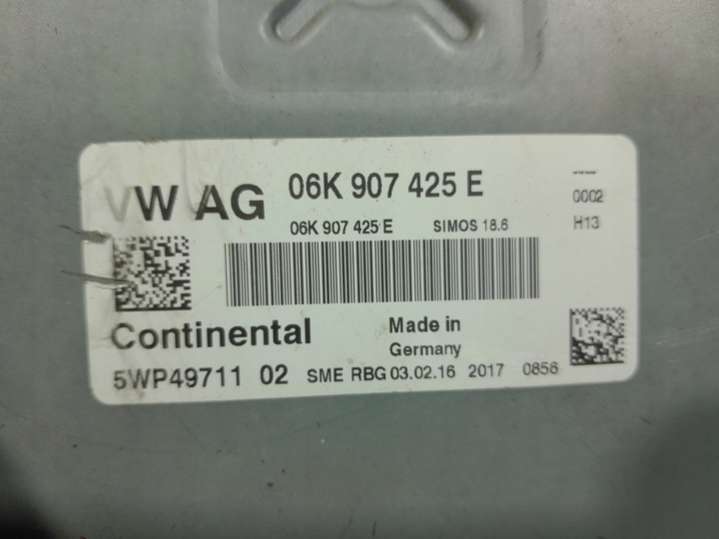 VW AG 06K 907 425 E
---
0002
06K 907 425 E SIMOS 18.6
H13
Continental
Made in
Germany
5WP49711 02 SME RBG 03.02.16 2017 0856